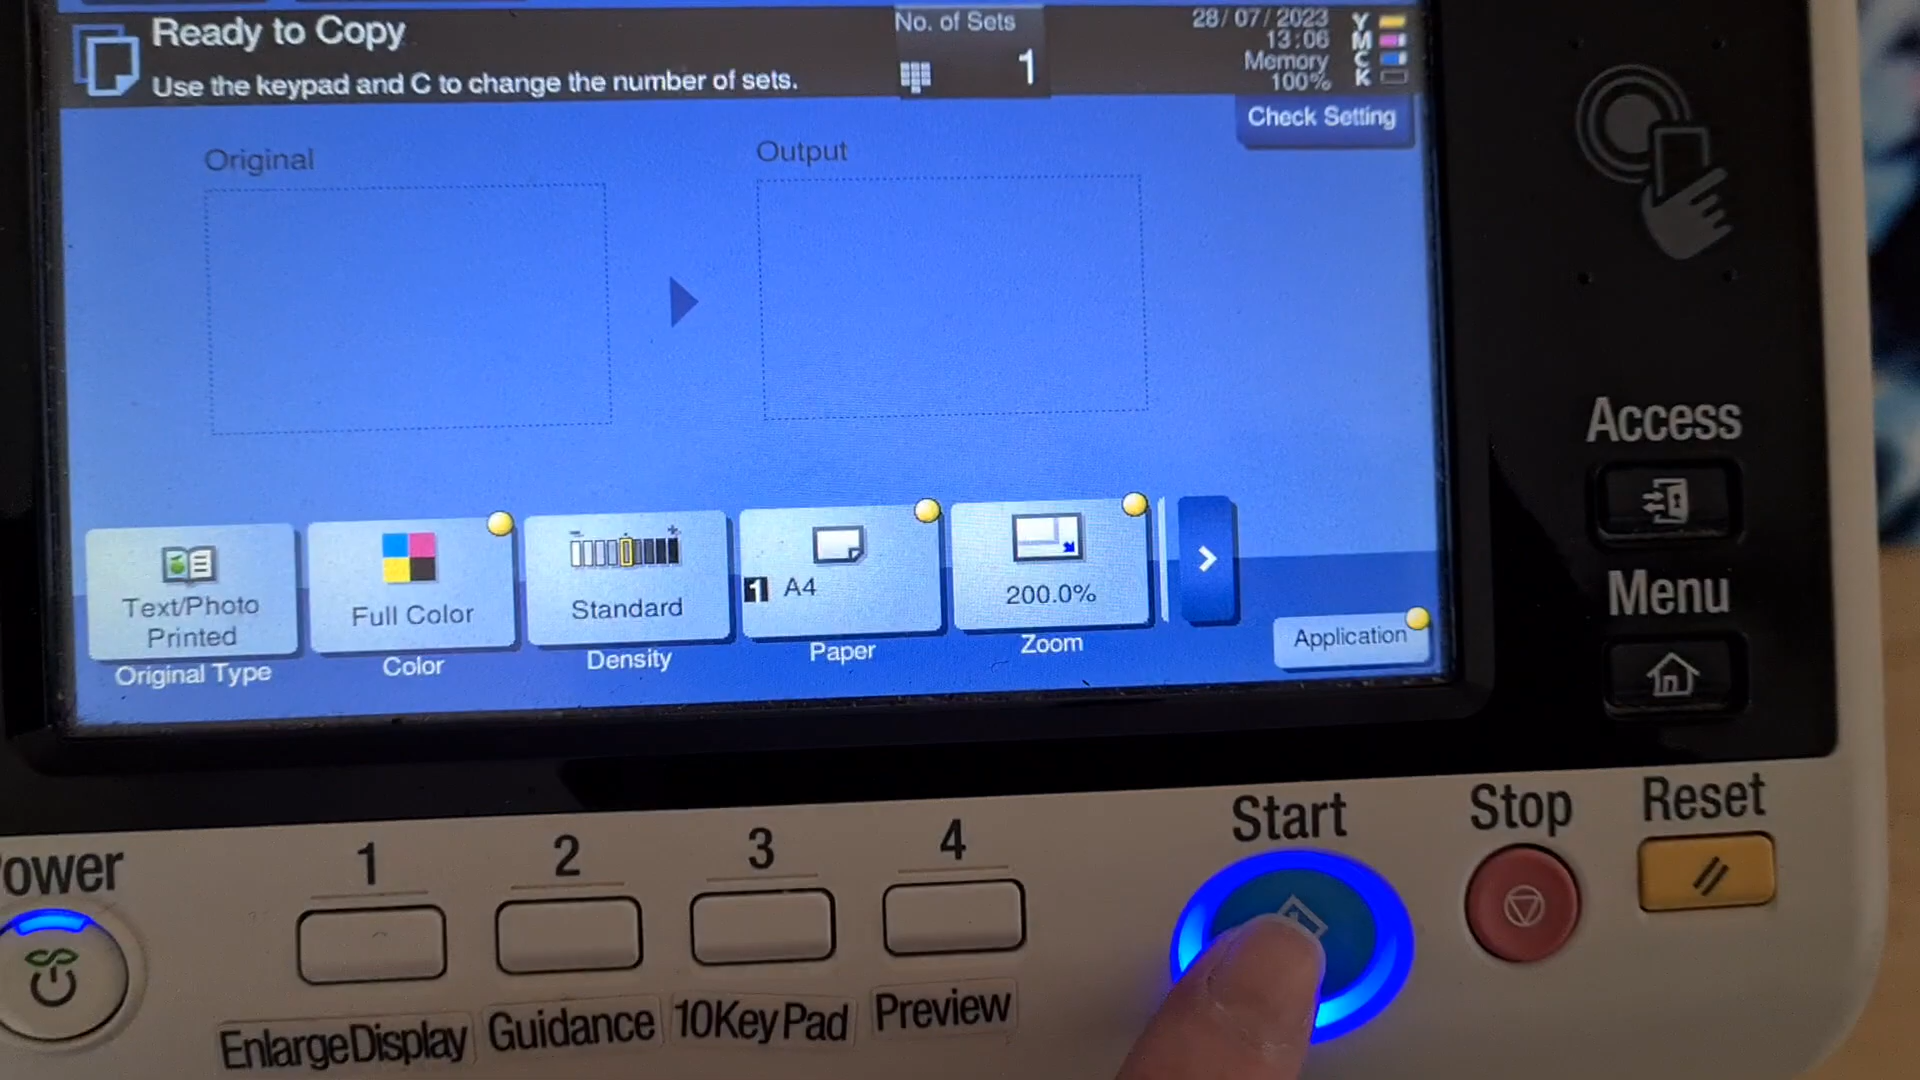 Ready to Copy
Use the keypad and C to change the number of sets.
No. of Sets
1
28/07/2023
13:06
Memory
100%
Y
M
C
K
Check Setting
Original
Output
Text/Photo
Printed
Original Type
Full Color
Color
Standard
Density
1 A4
Paper
200.0%
Zoom
Application
Access
Menu
Start
Stop
Reset
1
2
3
4
EnlargeDisplay
Guidance
10KeyPad
Preview